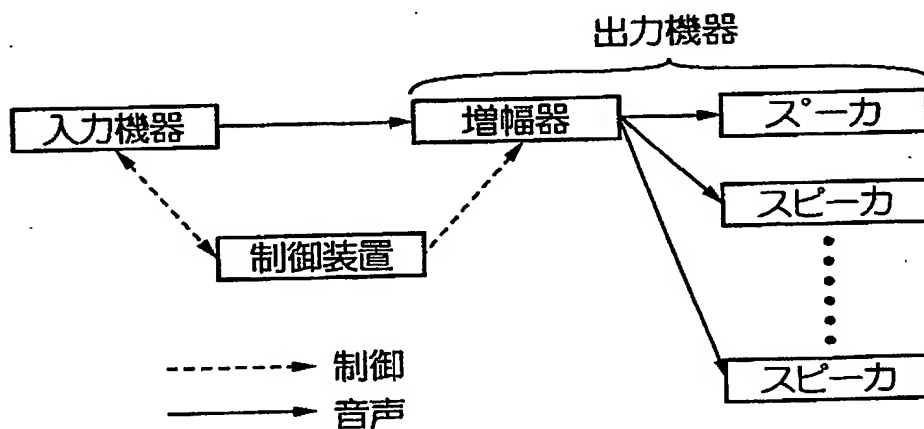 出力機器
入力機器
増幅器
スペーカ
スピーカ
制御装置
スピーカ
制御
音声